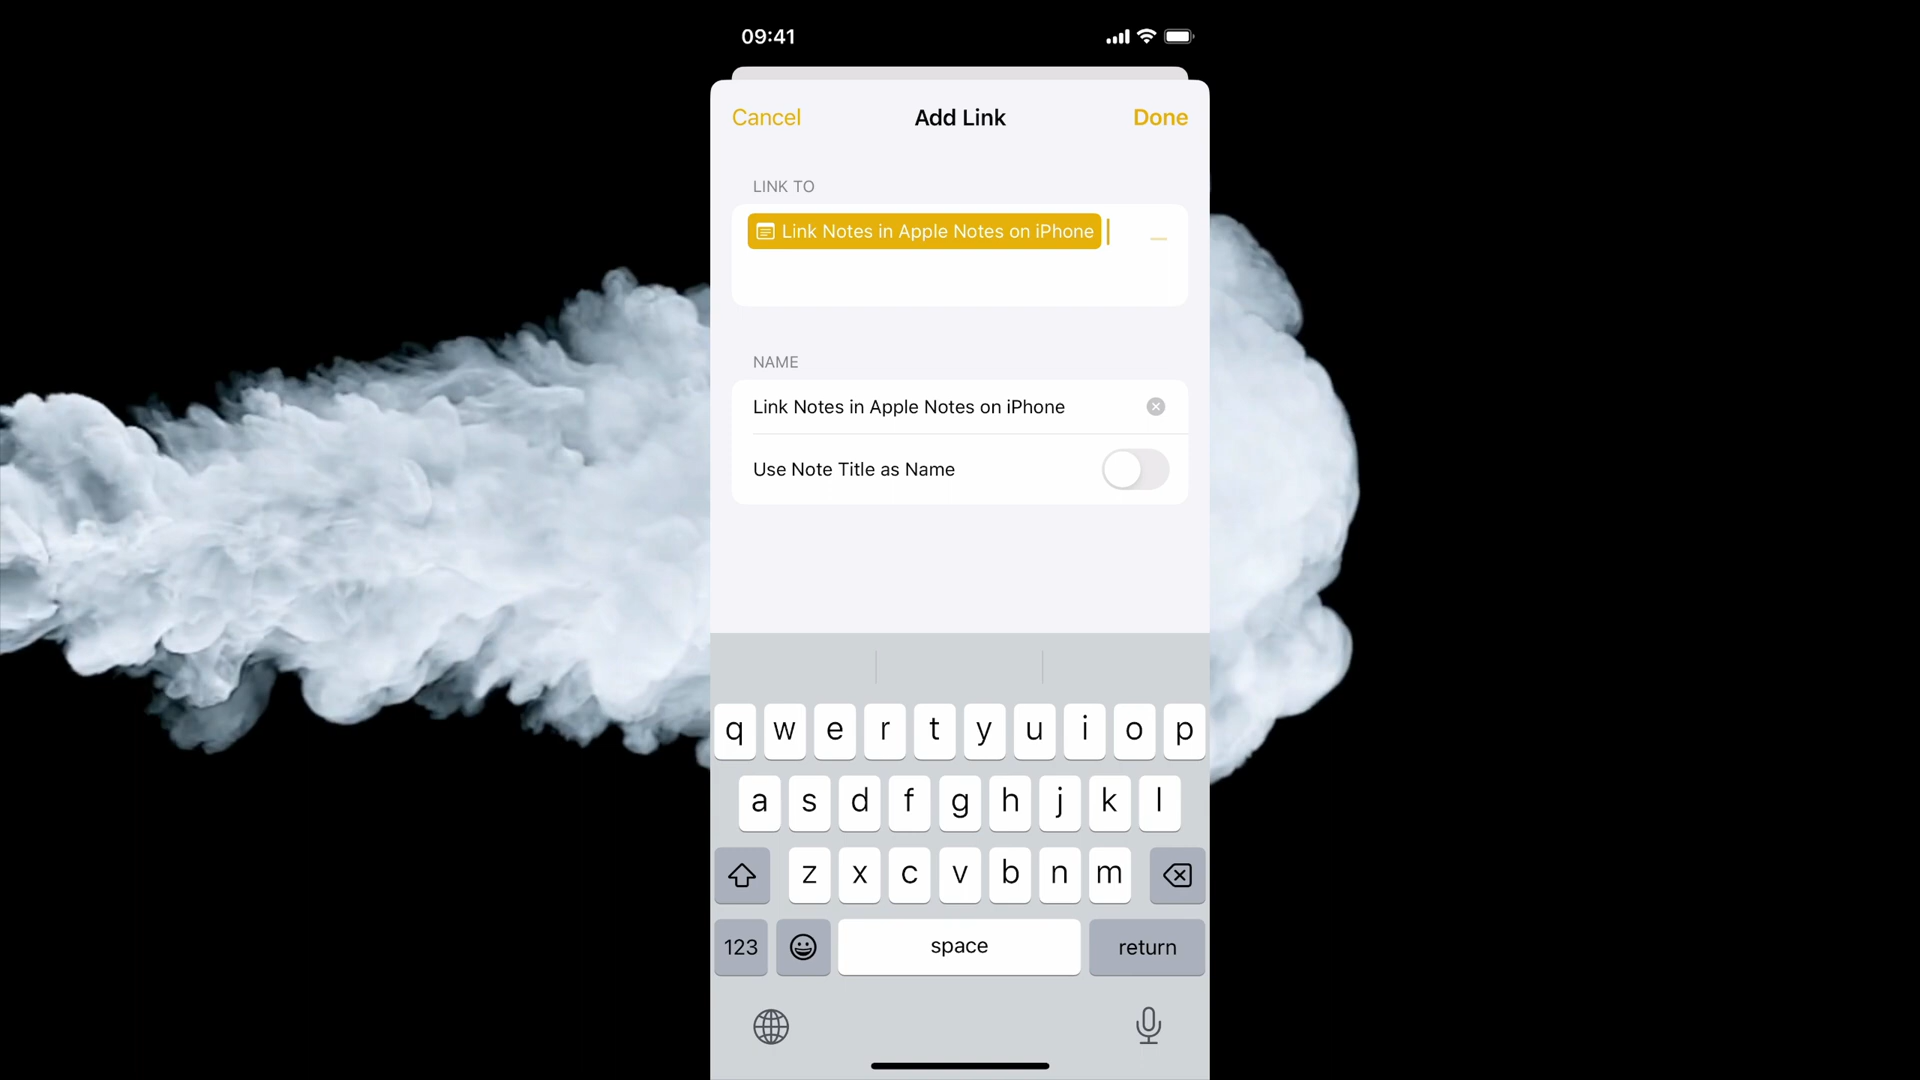 09:41
Cancel Add Link Done
LINK TO
Link Notes in Apple Notes on iPhone
NAME
Link Notes in Apple Notes on iPhone
Use Note Title as Name
q w e r t y u i o p
a s d f g h j k l
z x c v b n m
123 space return